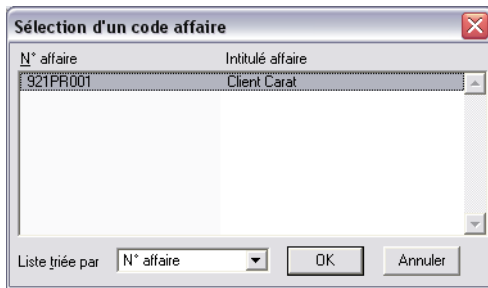 Sélection d'un code affaire
N° affaire Intitulé affaire
921PR001 Client Carat
Liste triée par N° affaire OK Annuler